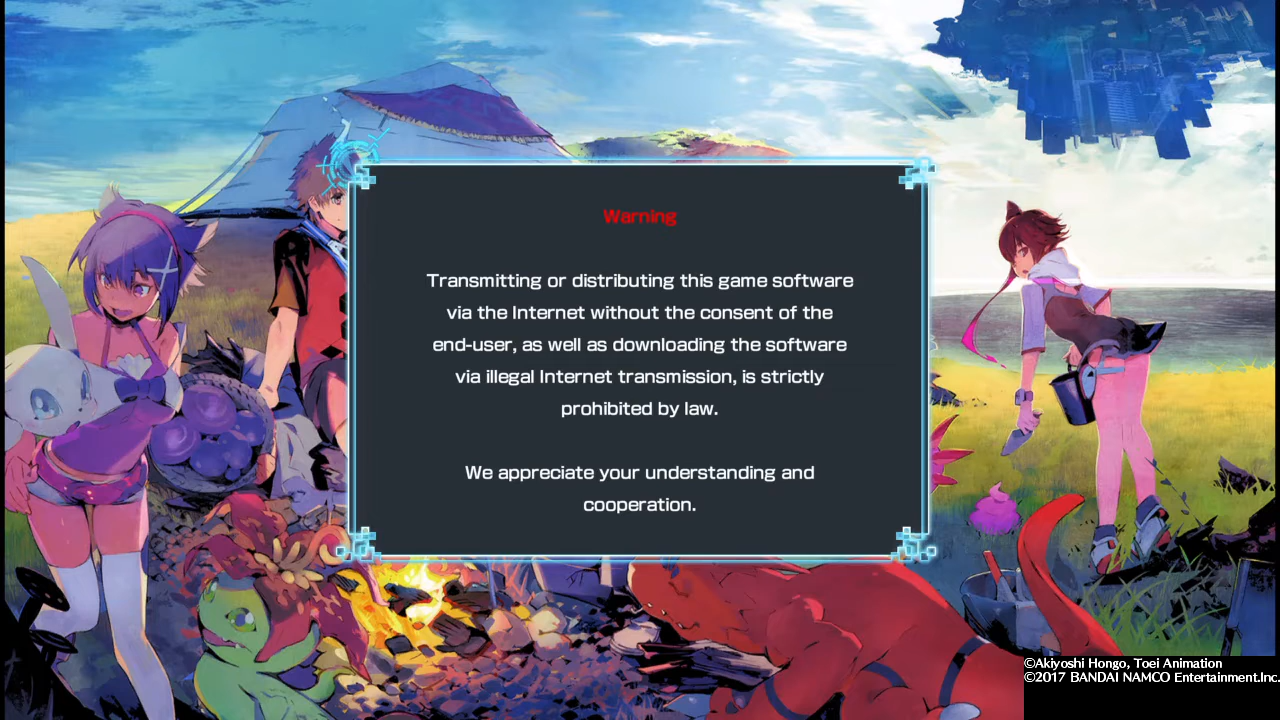 Warning
Transmitting or distributing this game software
via the Internet without the consent of the
end-user, as well as downloading the software
via illegal Internet transmission, is strictly
prohibited by law.
We appreciate your understanding and
cooperation.
©Akiyoshi Hongo, Toei Animation
©2017 BANDAI NAMCO Entertainment.Inc.